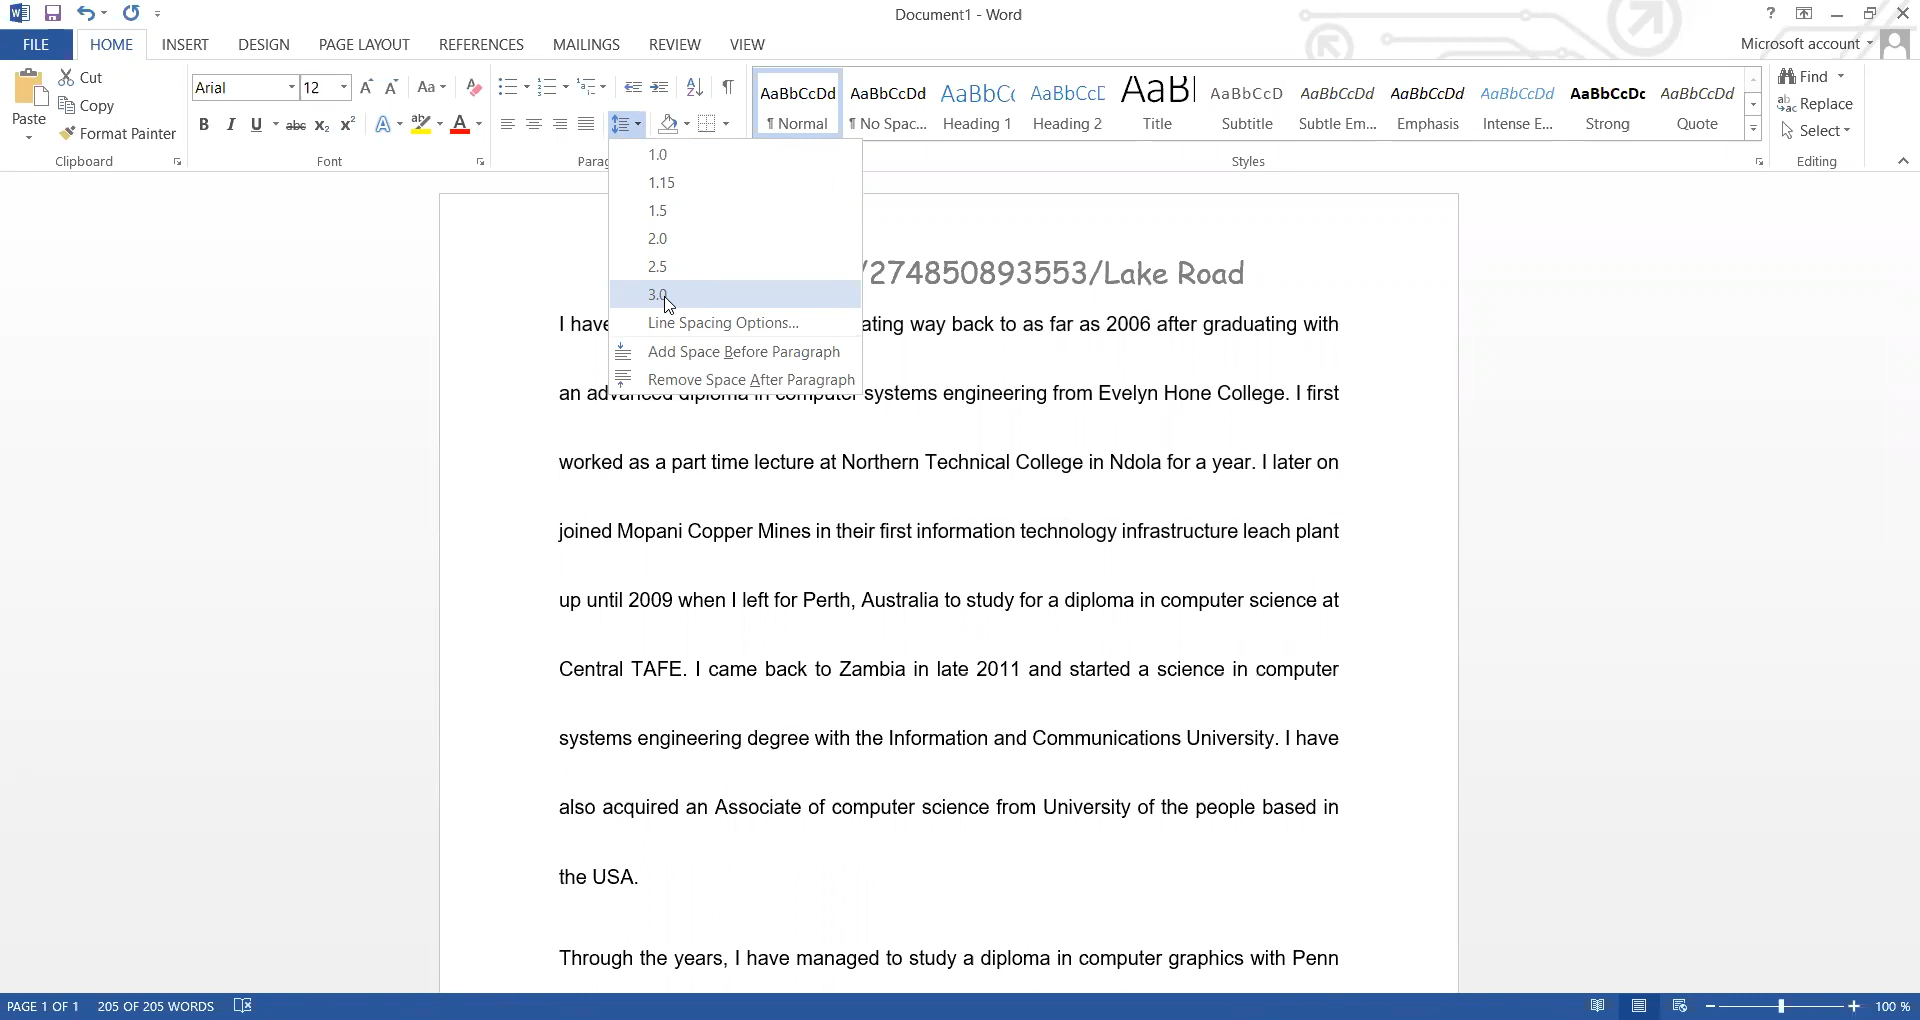 Document1 - Word
?
Microsoft account
FILE HOME INSERT DESIGN PAGE LAYOUT REFERENCES MAILINGS REVIEW VIEW
Paste
Cut
Copy
Format Painter
Clipboard
Arial 12
Aa
B I U abc X₂ X² A A
Font
Parag
AaBbCcDd AaBbCcDd AaBbCc AaBbCcD AaB AaBbCcD AaBbCcDd AaBbCcDd AaBbCcDd AaBbCcDc AaBbCcDd
¶ Normal ¶ No Spac... Heading 1 Heading 2 Title Subtitle Subtle Em... Emphasis Intense E... Strong Quote
Styles
Find
Replace
Select
Editing
1.0
1.15
1.5
2.0
2.5
3.0
Line Spacing Options...
Add Space Before Paragraph
Remove Space After Paragraph
/274850893553/Lake Road
I have ating way back to as far as 2006 after graduating with
an advanced diploma in computer systems engineering from Evelyn Hone College. I first
worked as a part time lecture at Northern Technical College in Ndola for a year. I later on
joined Mopani Copper Mines in their first information technology infrastructure leach plant
up until 2009 when I left for Perth, Australia to study for a diploma in computer science at
Central TAFE. I came back to Zambia in late 2011 and started a science in computer
systems engineering degree with the Information and Communications University. I have
also acquired an Associate of computer science from University of the people based in
the USA.
Through the years, I have managed to study a diploma in computer graphics with Penn
PAGE 1 OF 1 205 OF 205 WORDS 100 %